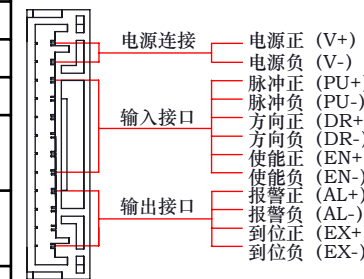 电源连接
电源正 (V+)
电源负 (V-)
输入接口
脉冲正 (PU+)
脉冲负 (PU-)
方向正 (DR+
方向负 (DR-)
使能正 (EN+
使能负 (EN-)
输出接口
报警正 (AL+)
报警负 (AL-)
到位正 (EX+
到位负 (EX-)